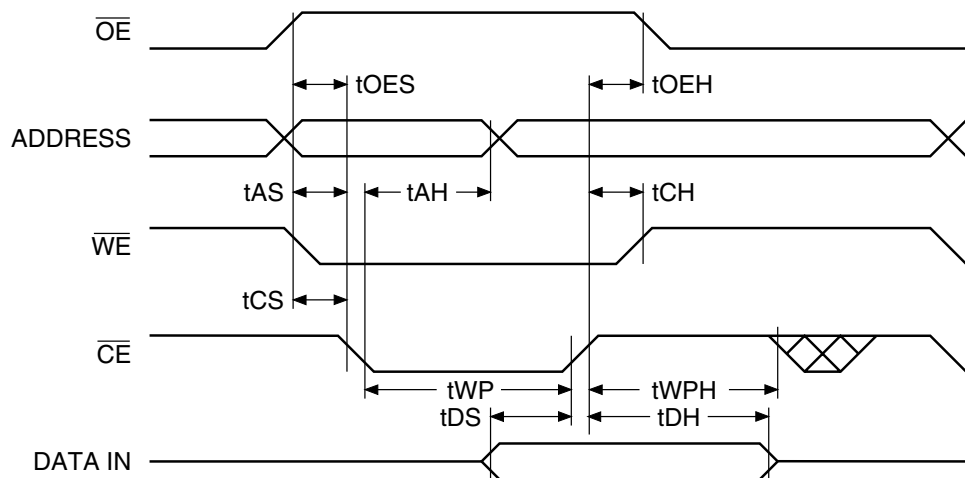 OE
tOES tOEH
ADDRESS
tAS tAH tCH
WE
tCS
CE
tWP tWPH
tDS tDH
DATA IN